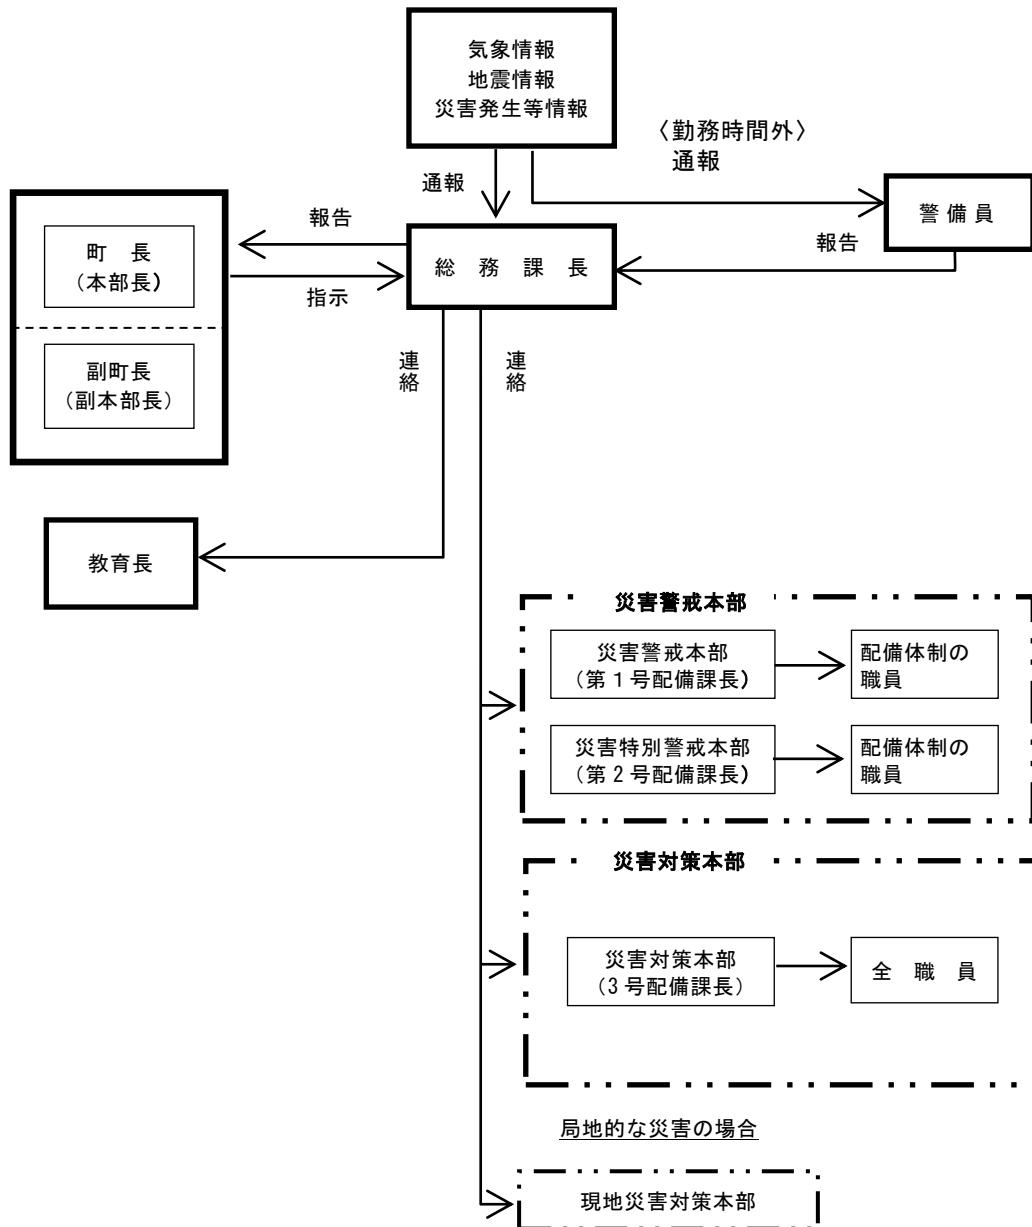 気象情報
地震情報
災害発生等情報
〈勤務時間外〉
通報
通報
警備員
報告
報告
総務課長
町　長
（本部長）
指示
副町長
（副本部長）
連絡
連絡
教育長
災害警戒本部
災害警戒本部
（第１号配備課長）
配備体制の
職員
災害特別警戒本部
（第２号配備課長）
配備体制の
職員
災害対策本部
災害対策本部
（3号配備課長）
全　職　員
局地的な災害の場合
現地災害対策本部